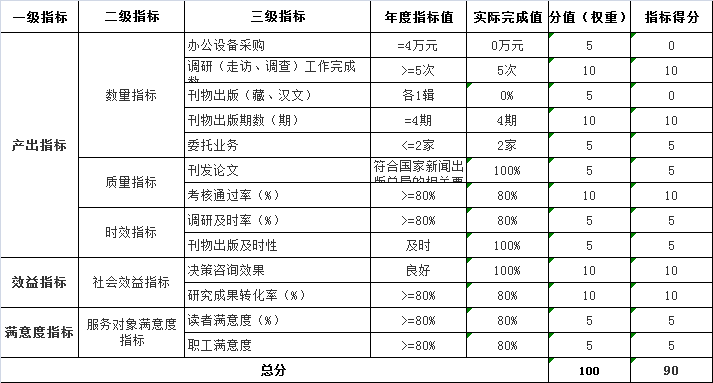 一级指标 二级指标 三级指标 年度指标值 实际完成值 分值（权重） 指标得分
产出指标 数量指标 办公设备采购 =4万元 0万元 5 0
调研（走访、调查）工作完成 >=5次 5次 10 10
刊物出版（藏、汉文） 各1辑 0% 5 0
刊物出版期数（期） =4期 4期 10 10
委托业务 <=2家 2家 5 5
质量指标 刊发论文 符合国家新闻出 100% 5 5
考核通过率（%） >=80% 80% 10 10
时效指标 调研及时率（%） >=80% 80% 5 5
刊物出版及时性 及时 100% 5 5
效益指标 社会效益指标 决策咨询效果 良好 100% 10 10
研究成果转化率（%） >=80% 80% 10 10
满意度指标 服务对象满意度 读者满意度（%） >=80% 80% 5 5
指标 职工满意度 >=80% 80% 5 5
总分 100 90